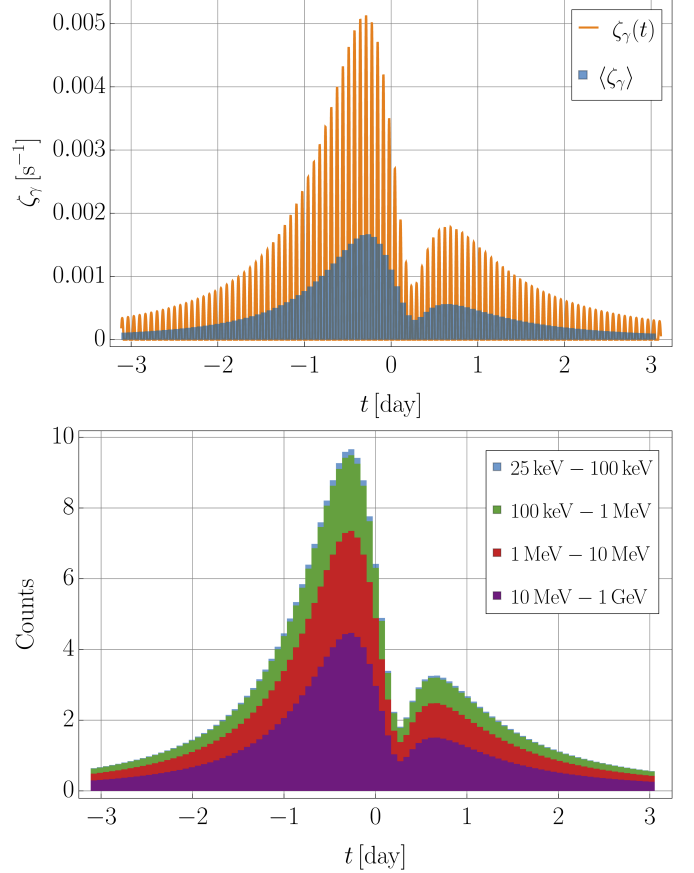 0.005
0.004
0.003
0.002
0.001
0
ζγ [s⁻¹]
ζγ(t)
⟨ζγ⟩
−3 −2 −1 0 1 2 3
t [day]
10
8
6
4
2
0
Counts
25 keV − 100 keV
100 keV − 1 MeV
1 MeV − 10 MeV
10 MeV − 1 GeV
−3 −2 −1 0 1 2 3
t [day]